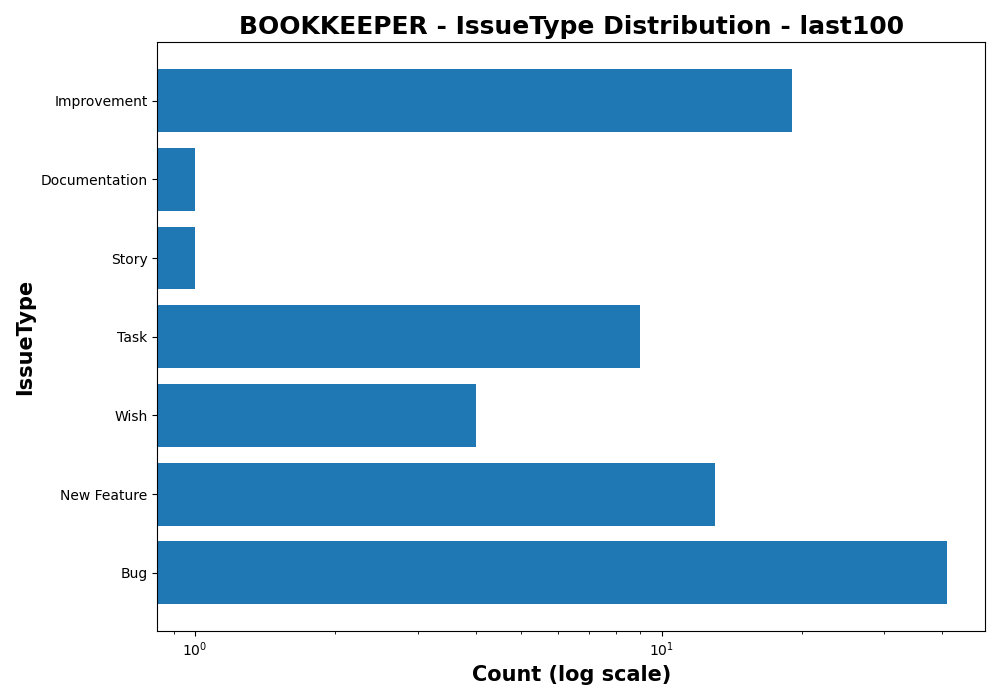 BOOKKEEPER - IssueType Distribution - last100
Improvement
Documentation
Story
Task
Wish
New Feature
Bug
IssueType
10⁰ 10¹
Count (log scale)